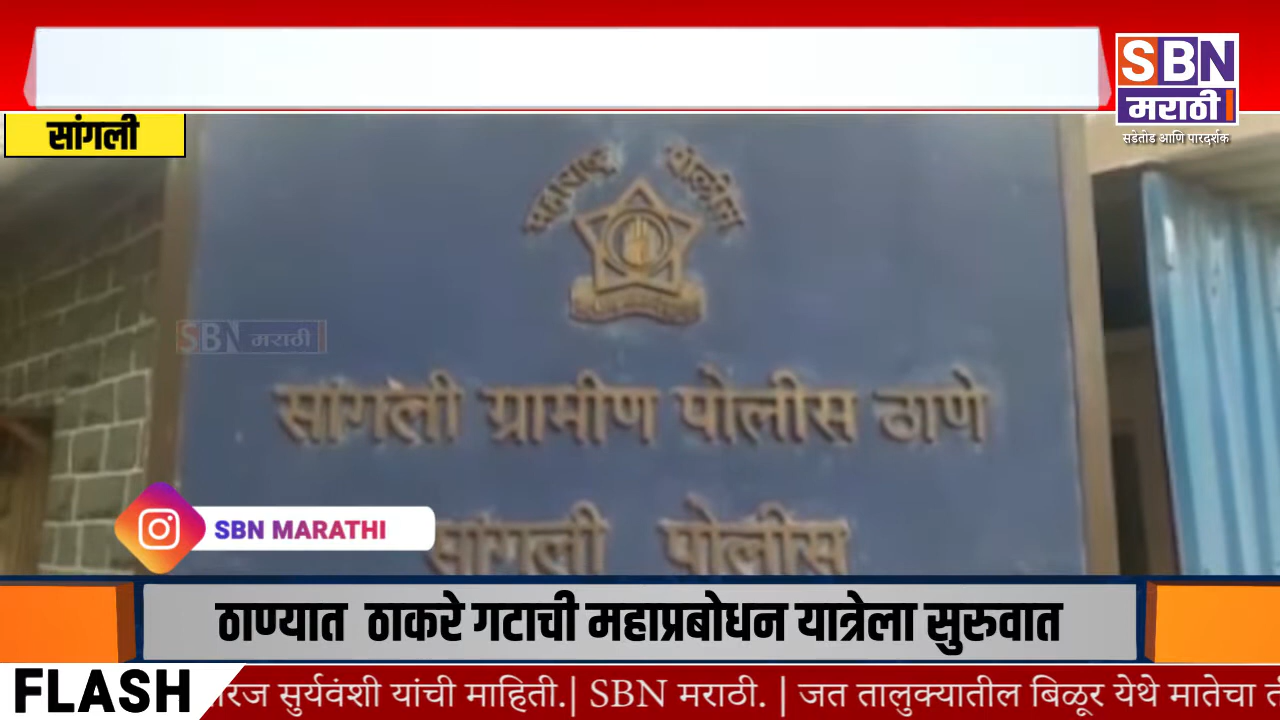 SBN
मराठी
सडेतोड आणि पारदर्शक
सांगली
महाराष्ट्र पोलीस
SBN मराठी
सांगली ग्रामीण पोलीस ठाणे
SBN MARATHI
सांगली पोलीस
ठाण्यात ठाकरे गटाची महाप्रबोधन यात्रेला सुरुवात
FLASH
सुर्यवंशी यांची माहिती.| SBN मराठी. | जत तालुक्यातील बिळूर येथे मातेचा